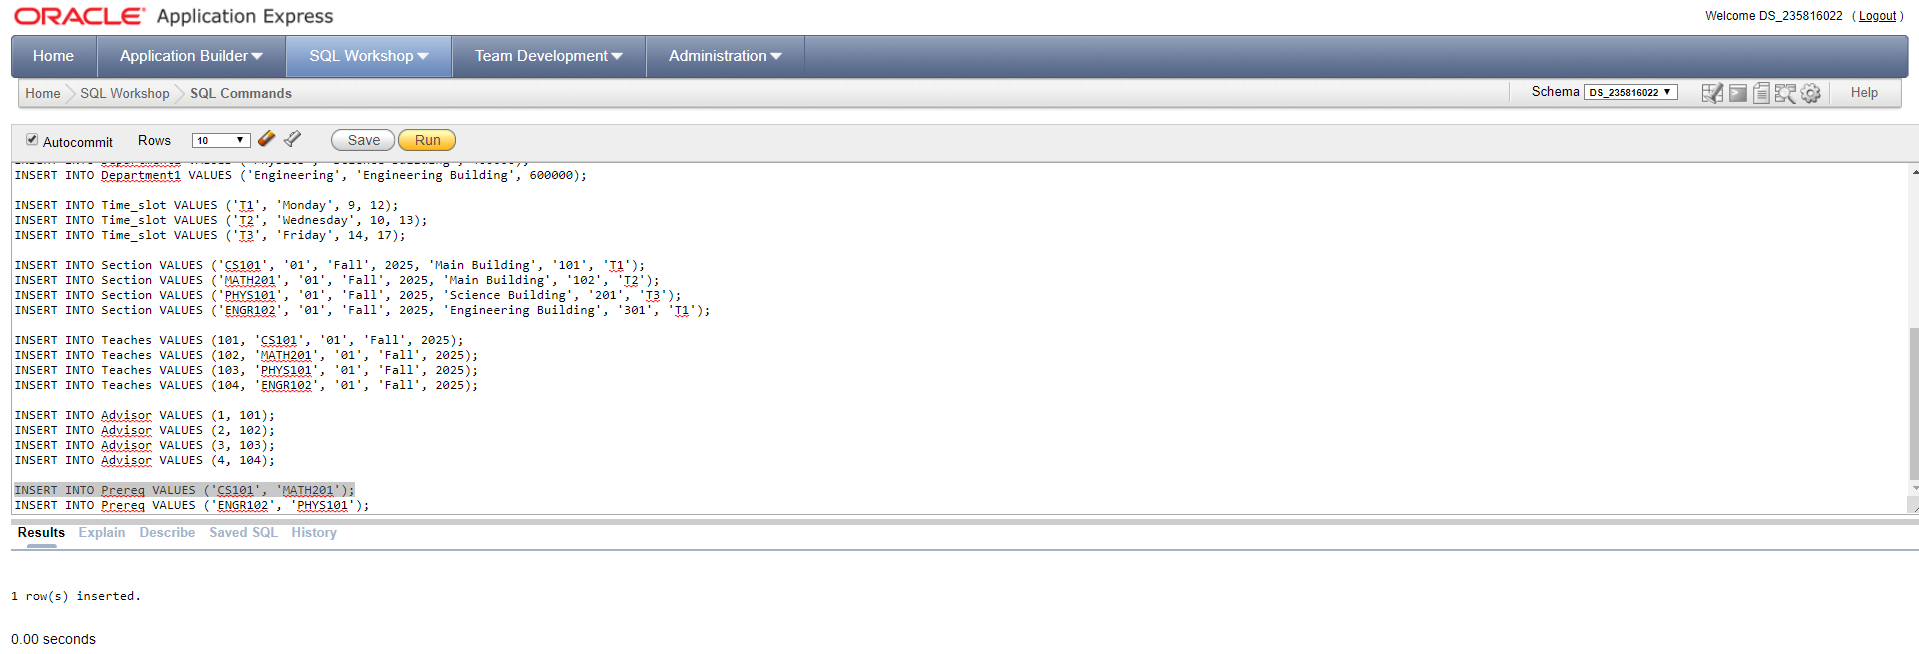 ORACLE Application Express
Welcome DS_235816022 ( Logout )
Home Application Builder SQL Workshop Team Development Administration
Home SQL Workshop SQL Commands Schema DS_235816022 Help
Autocommit Rows 10 Save Run
INSERT INTO Department1 VALUES ('Engineering', 'Engineering Building', 600000);
INSERT INTO Time_slot VALUES ('T1', 'Monday', 9, 12);
INSERT INTO Time_slot VALUES ('T2', 'Wednesday', 10, 13);
INSERT INTO Time_slot VALUES ('T3', 'Friday', 14, 17);
INSERT INTO Section VALUES ('CS101', '01', 'Fall', 2025, 'Main Building', '101', 'T1');
INSERT INTO Section VALUES ('MATH201', '01', 'Fall', 2025, 'Main Building', '102', 'T2');
INSERT INTO Section VALUES ('PHYS101', '01', 'Fall', 2025, 'Science Building', '201', 'T3');
INSERT INTO Section VALUES ('ENGR102', '01', 'Fall', 2025, 'Engineering Building', '301', 'T1');
INSERT INTO Teaches VALUES (101, 'CS101', '01', 'Fall', 2025);
INSERT INTO Teaches VALUES (102, 'MATH201', '01', 'Fall', 2025);
INSERT INTO Teaches VALUES (103, 'PHYS101', '01', 'Fall', 2025);
INSERT INTO Teaches VALUES (104, 'ENGR102', '01', 'Fall', 2025);
INSERT INTO Advisor VALUES (1, 101);
INSERT INTO Advisor VALUES (2, 102);
INSERT INTO Advisor VALUES (3, 103);
INSERT INTO Advisor VALUES (4, 104);
INSERT INTO Prereq VALUES ('CS101', 'MATH201');
INSERT INTO Prereq VALUES ('ENGR102', 'PHYS101');
Results Explain Describe Saved SQL History
1 row(s) inserted.
0.00 seconds